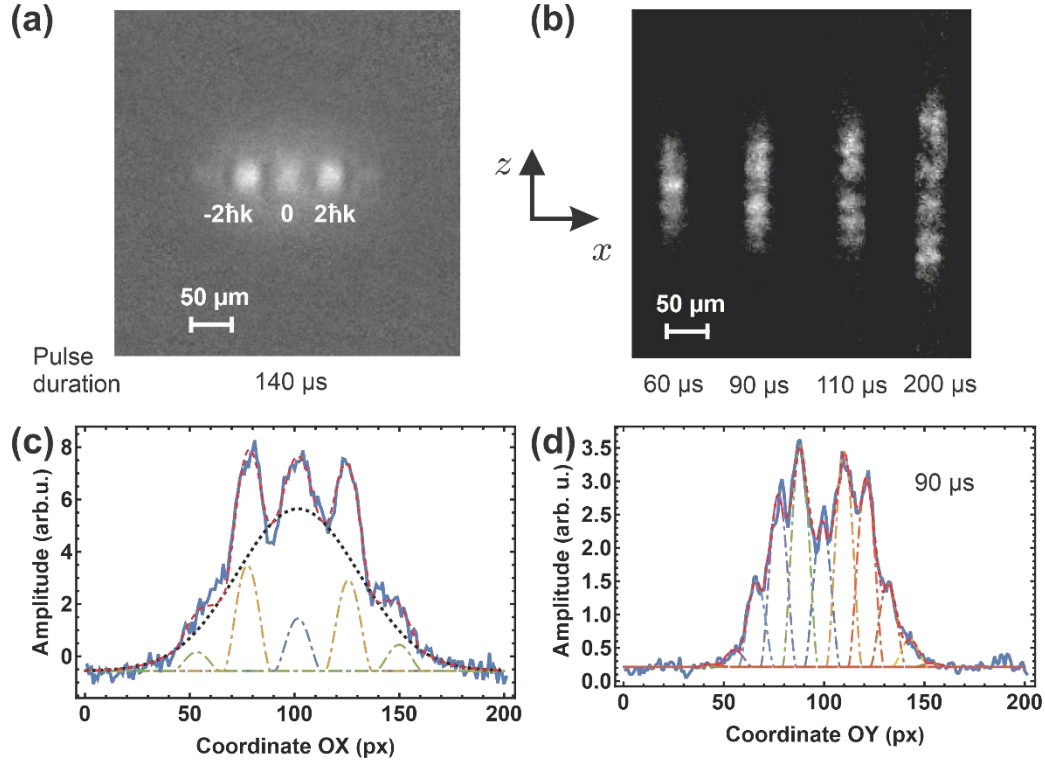 (a)
-2ħk 0 2ħk
50 µm
Pulse
duration
140 µs
(b)
z
x
50 µm
60 µs 90 µs 110 µs 200 µs
(c)
Amplitude (arb.u.)
8
6
4
2
0
0 50 100 150 200
Coordinate OX (px)
(d)
90 µs
Amplitude (arb. u.)
3.5
3.0
2.5
2.0
1.5
1.0
0.5
0.0
0 50 100 150 200
Coordinate OY (px)